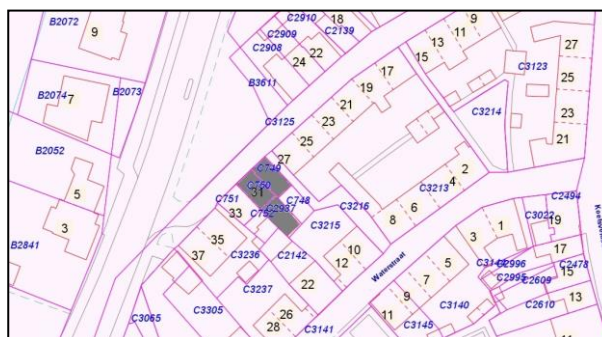 B2072
9
C2910
18
C2909
C2139
C2908
22
24
9
11
13
15
27
C3123
7
B2074
B2073
B3611
17
19
21
23
25
C3125
25
C3214
23
21
B2052
5
27
C749
C760
31
2
4
C3213
6
8
C2494
C751
33
C752
C2937
C748
C3216
C3215
C3022
19
3
B2841
35
37
C3236
C2142
10
12
Waterstraat
3
1
C2996
C2995
17
C2609
C2478
15
C3237
22
5
7
9
11
C3140
C2610
13
C3065
C3305
26
28
C3141
C3145
11